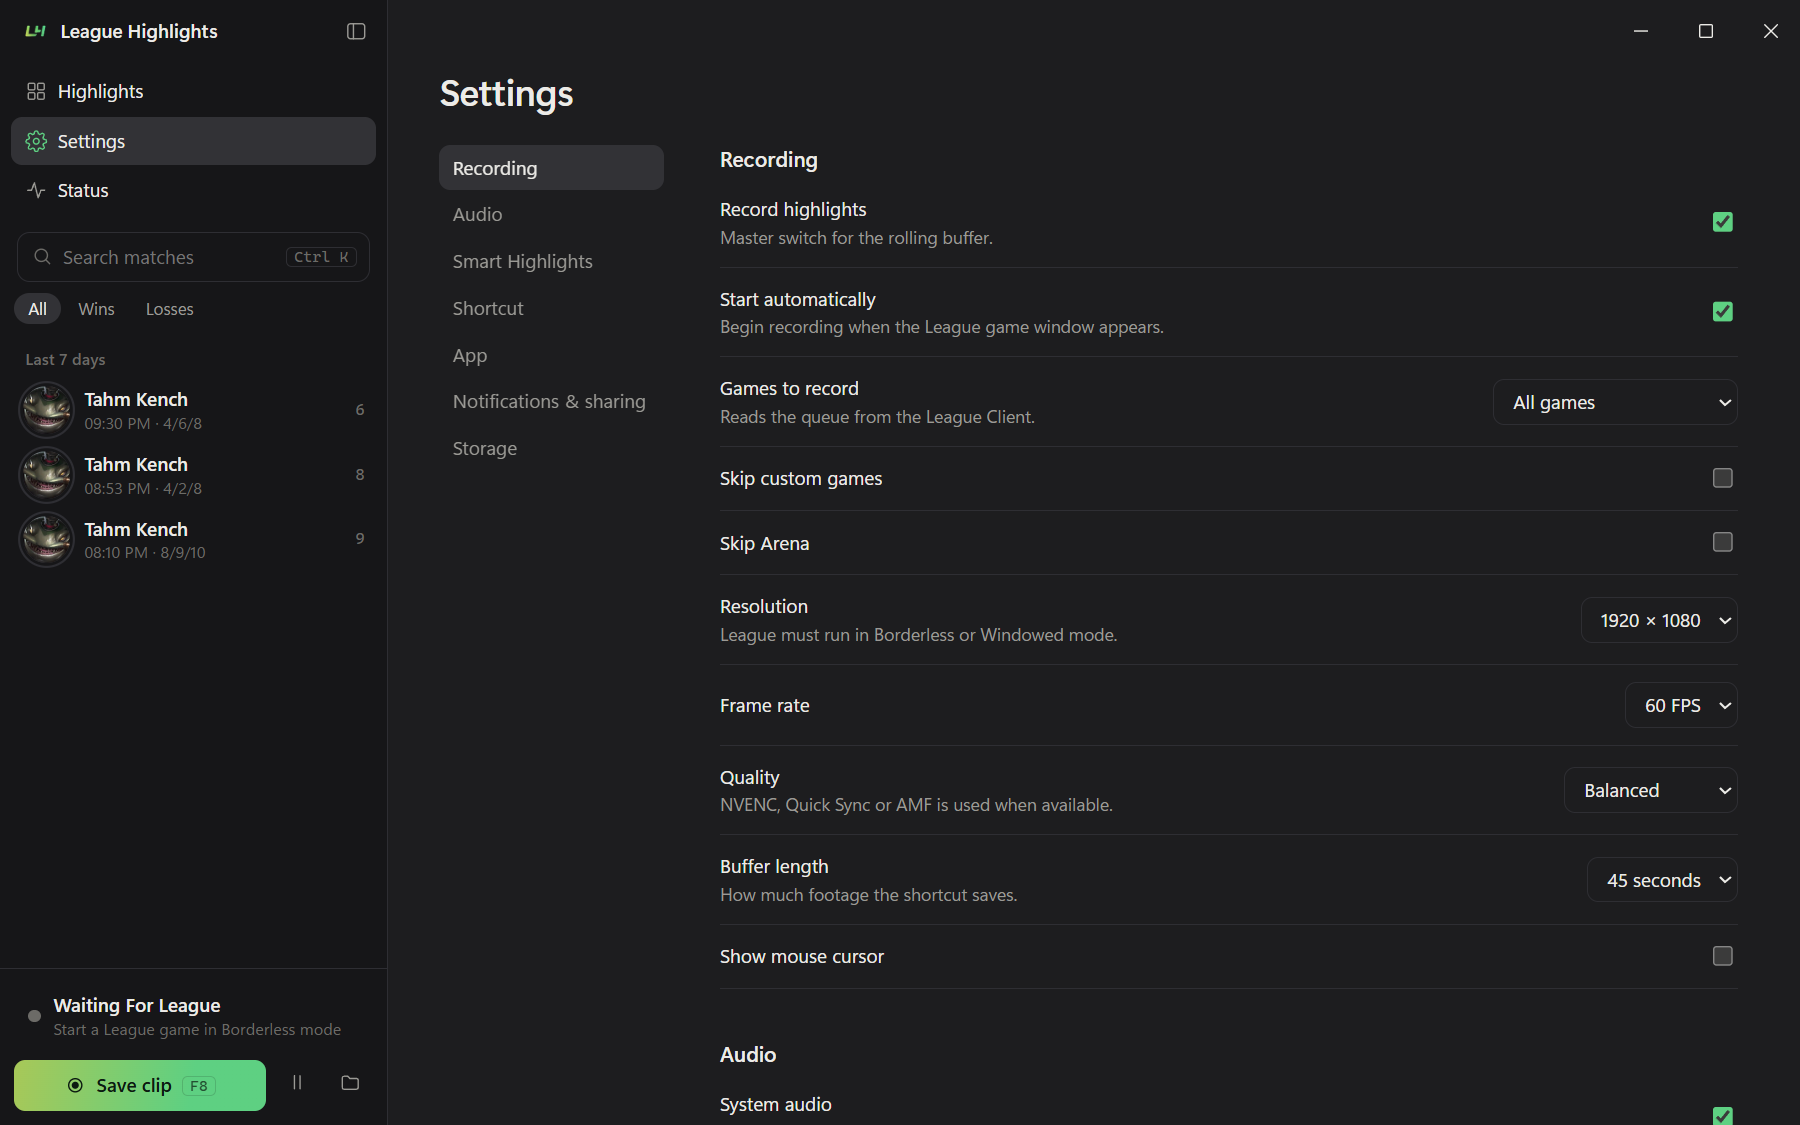 LH League Highlights
Highlights
Settings
Status
Search matches Ctrl K
All Wins Losses
Last 7 days
Tahm Kench
09:30 PM · 4/6/8
6
Tahm Kench
08:53 PM · 4/2/8
8
Tahm Kench
08:10 PM · 8/9/10
9
Waiting For League
Start a League game in Borderless mode
Save clip F8
Settings
Recording
Audio
Smart Highlights
Shortcut
App
Notifications & sharing
Storage
Recording
Record highlights
Master switch for the rolling buffer.
Start automatically
Begin recording when the League game window appears.
Games to record
Reads the queue from the League Client.
All games
Skip custom games
Skip Arena
Resolution
League must run in Borderless or Windowed mode.
1920 × 1080
Frame rate
60 FPS
Quality
NVENC, Quick Sync or AMF is used when available.
Balanced
Buffer length
How much footage the shortcut saves.
45 seconds
Show mouse cursor
Audio
System audio